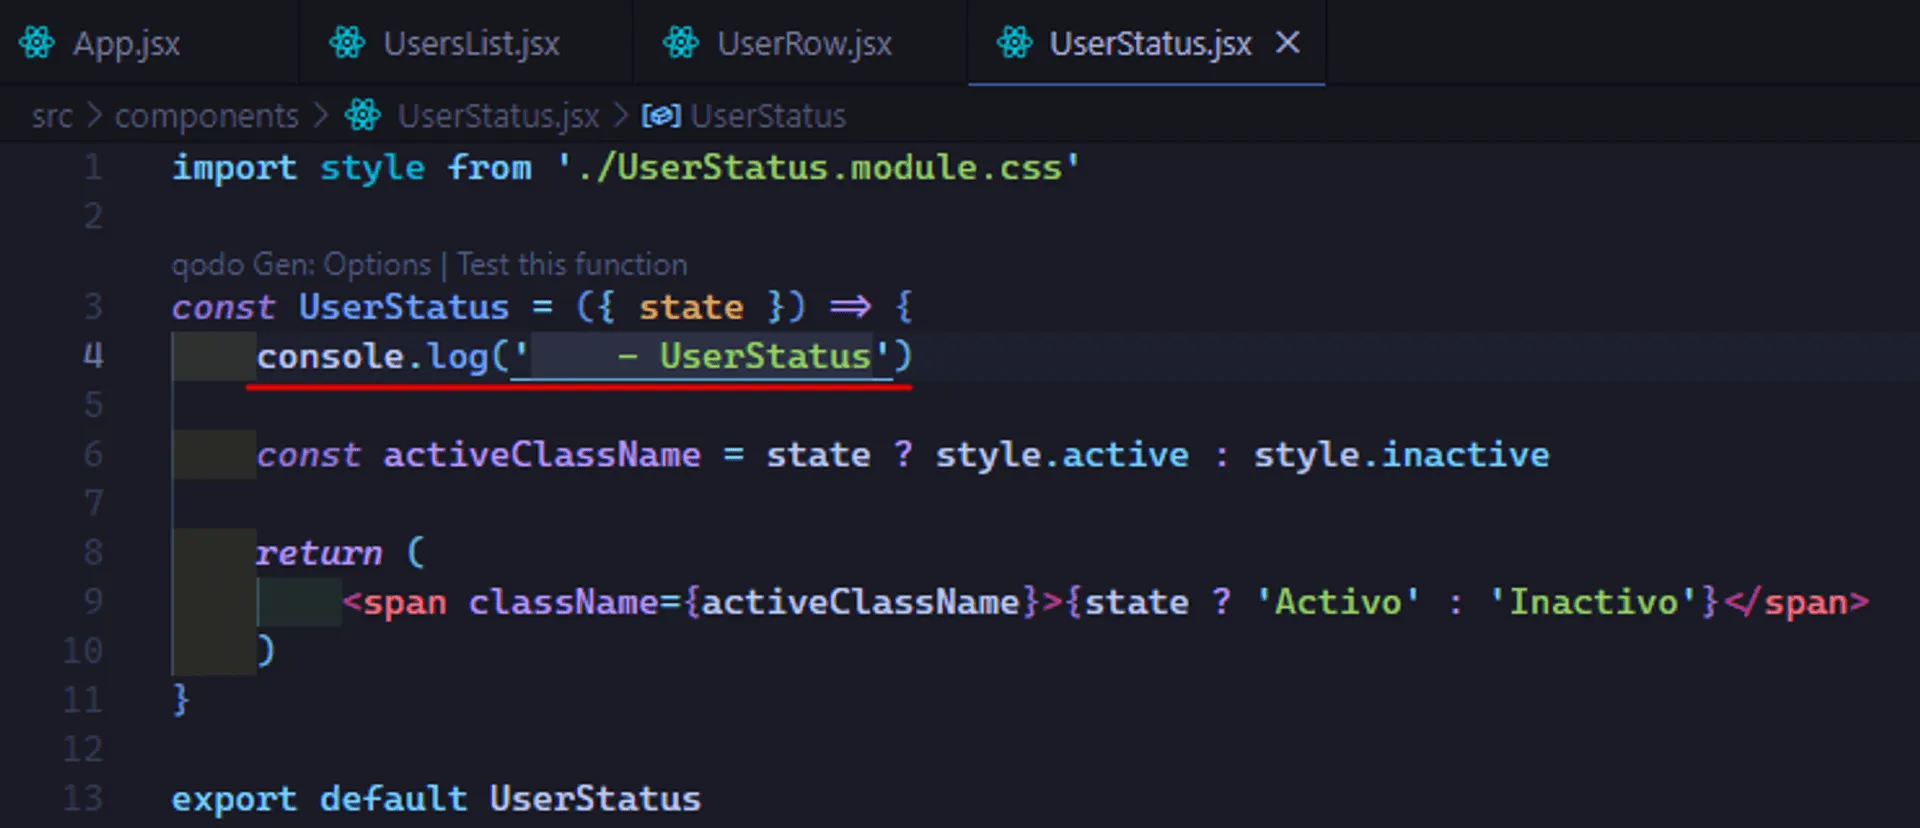 App.jsx UsersList.jsx UserRow.jsx UserStatus.jsx ×
src > components > UserStatus.jsx > UserStatus
1 import style from './UserStatus.module.css'
2
qodo Gen: Options | Test this function
3 const UserStatus = ({ state }) => {
4     console.log('    - UserStatus')
5
6     const activeClassName = state ? style.active : style.inactive
7
8     return (
9         <span className={activeClassName}>{state ? 'Activo' : 'Inactivo'}</span>
10     )
11 }
12
13 export default UserStatus